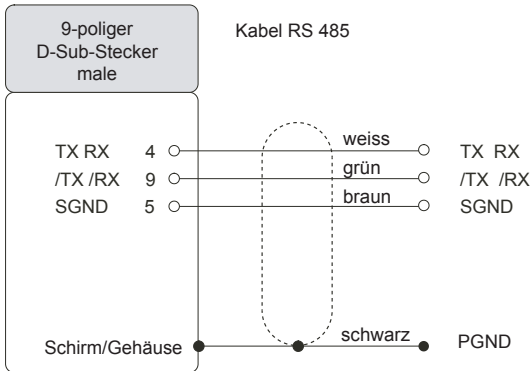 9-poliger
D-Sub-Stecker
male
Kabel RS 485
TX RX 4 weiss TX RX
/TX /RX 9 grün /TX /RX
SGND 5 braun SGND
Schirm/Gehäuse schwarz PGND